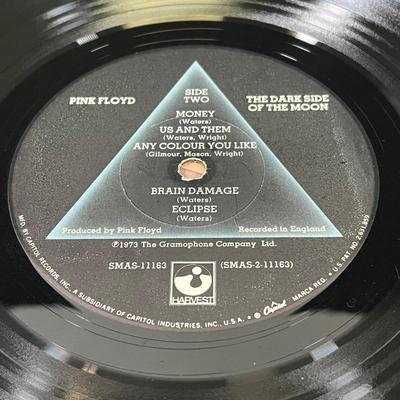 PINK FLOYD
SIDE
TWO
THE DARK SIDE
OF THE MOON
MONEY
(Waters)
US AND THEM
(Waters, Wright)
ANY COLOUR YOU LIKE
(Gilmour, Mason, Wright)
BRAIN DAMAGE
(Waters)
ECLIPSE
(Waters)
Produced by Pink Floyd
Recorded in England
℗1973 The Gramophone Company Ltd.
SMAS-11163
(SMAS-2-11163)
HARVEST
MFD. BY CAPITOL RECORDS, INC., A SUBSIDIARY OF CAPITOL INDUSTRIES, INC., U.S.A. • Capitol MARCA REG. • U.S. PAT. NO. 2,631,859